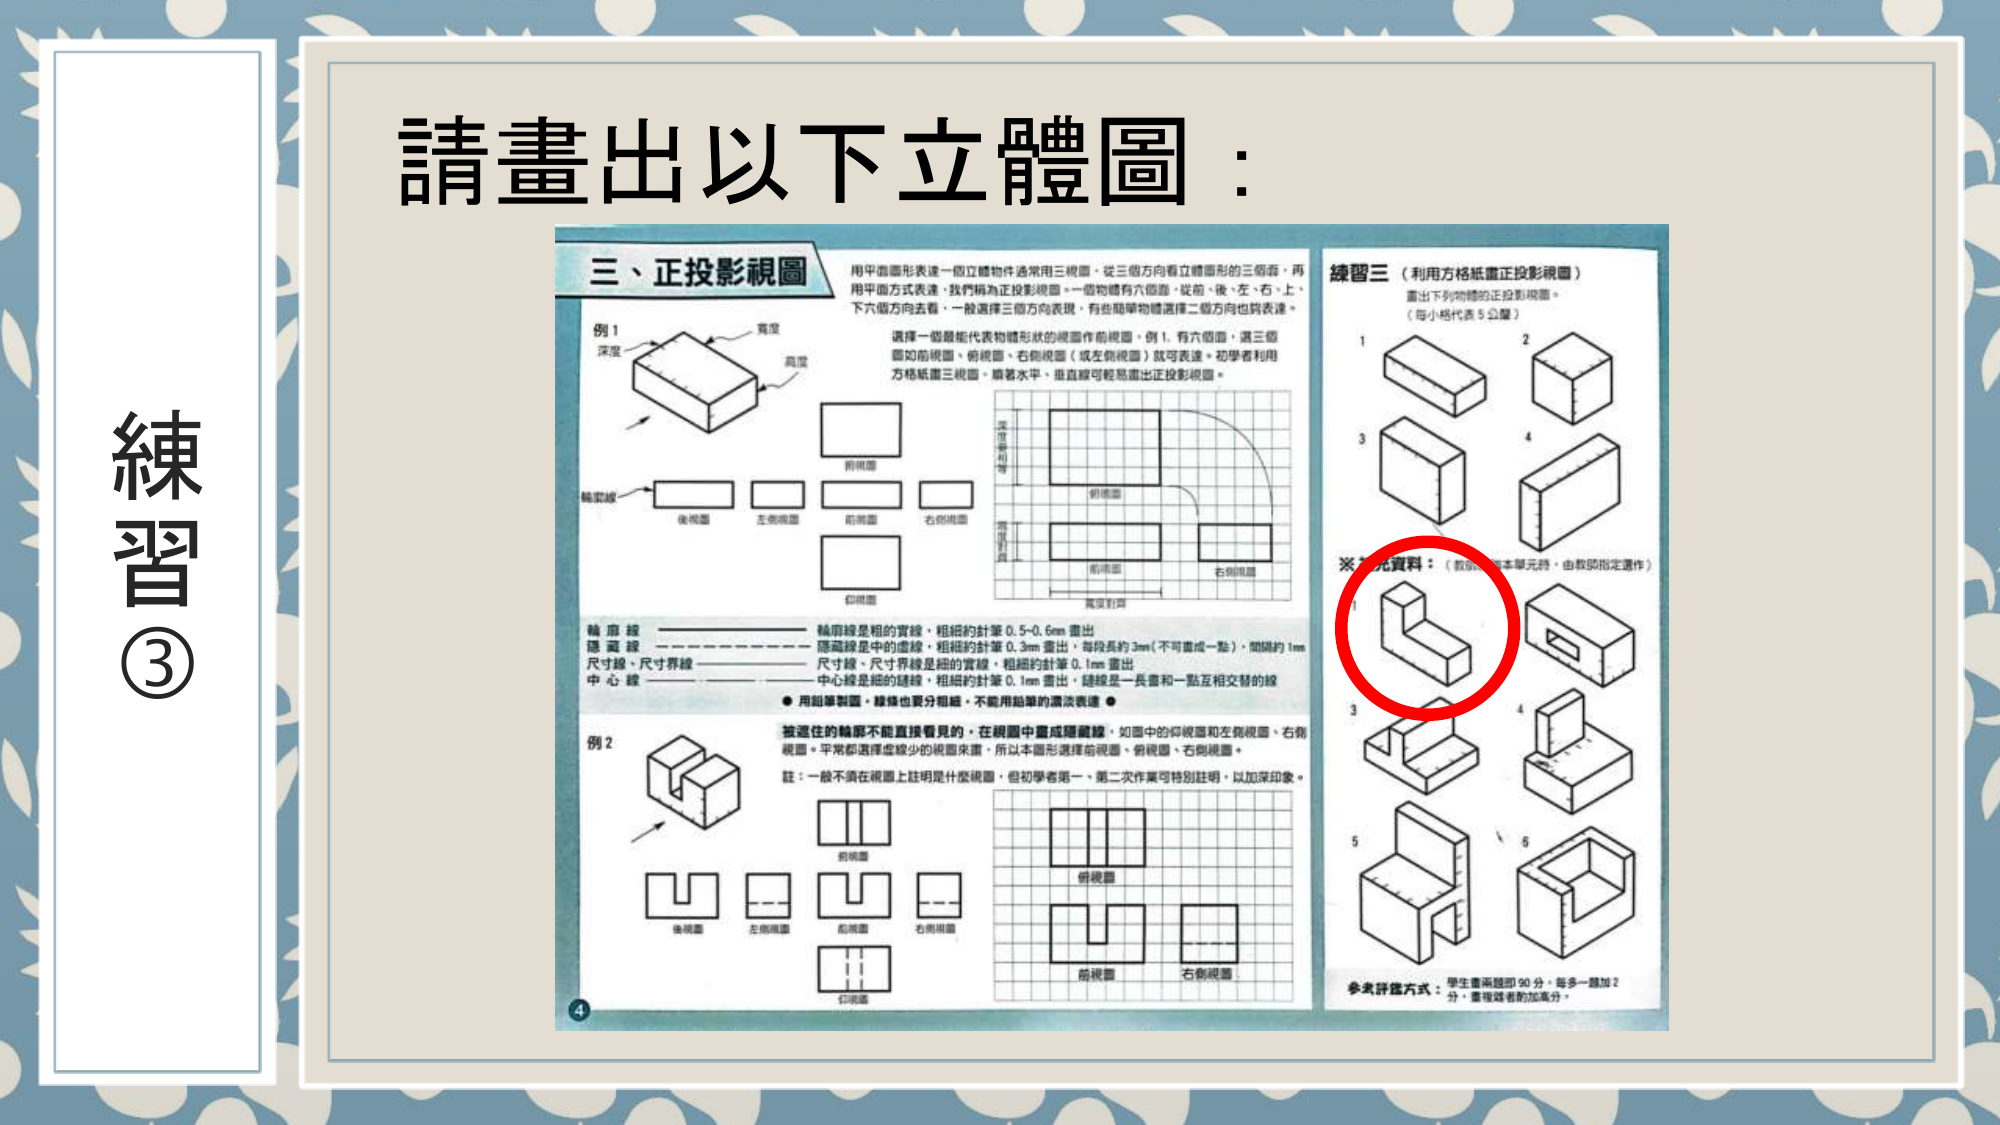 請畫出以下立體圖：
練習③
三、正投影視圖
用平面圖形表達一個立體物件通常用三視圖，從三個方向看立體圖形的三個面，再
用平面方式表達，我們稱為正投影視圖。一個物體有六個面，從前、後、左、右、上、
下六個方向去看，一般選擇三個方向表現，有些簡單物體選擇二個方向也夠表達。
例1
寬度
深度
高度
選擇一個最能代表物體形狀的視圖作前視圖，例1. 有六個面，選三個
圖如前視圖、俯視圖、右側視圖（或左側視圖）就可表達。初學者利用
方格紙畫三視圖，順著水平、垂直線可輕易畫出正投影視圖。
俯視圖
輪廓線
後視圖
左側視圖
前視圖
右側視圖
仰視圖
俯視圖
前視圖
右側視圖
寬度對齊
輪廓線
輪廓線是粗的實線，粗細約針筆0.5~0.6mm 畫出
隱藏線
隱藏線是中的虛線，粗細約針筆0.3mm 畫出，每段長約3mm(不可畫成一點)，間隔約1mm
尺寸線、尺寸界線
尺寸線、尺寸界線是細的實線，粗細約針筆0.1mm 畫出
中心線
中心線是細的鏈線，粗細約針筆0.1mm 畫出，鏈線是一長畫和一點互相交替的線
● 用鉛筆製圖，線條也要分粗細，不能用鉛筆的濃淡表達 ●
例2
被遮住的輪廓不能直接看見的，在視圖中畫成隱藏線，如圖中的仰視圖和左側視圖、右側
視圖。平常都選擇虛線少的視圖來畫，所以本圖形選擇前視圖、俯視圖、右側視圖。
註：一般不須在視圖上註明是什麼視圖，但初學者第一、第二次作業可特別註明，以加深印象。
俯視圖
後視圖
左側視圖
前視圖
右側視圖
仰視圖
俯視圖
前視圖
右側視圖
4
練習三（利用方格紙畫正投影視圖）
畫出下列物體的正投影視圖。
（每小格代表5公釐）
1
2
3
4
※ 充資料：（教 本單元時，由教師指定選作）
1
3
4
5
6
參考評鑑方式：學生畫兩題即90分，每多一題加2
分，畫複雜者酌加高分。